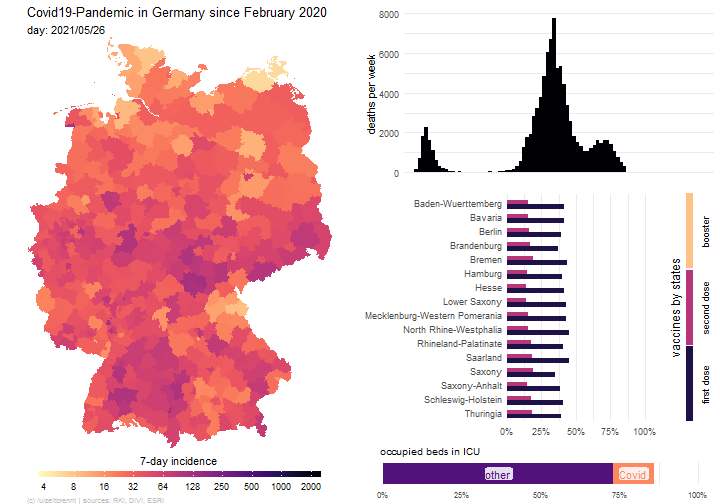 Covid19-Pandemic in Germany since February 2020
day: 2021/05/26
7-day incidence
4 8 16 32 64 128 250 500 1000 2000
(c) /u/zeitbrennt | sources: RKI, DIVI, ESRI
deaths per week
8000
6000
4000
2000
0
Baden-Wuerttemberg
Bavaria
Berlin
Brandenburg
Bremen
Hamburg
Hesse
Lower Saxony
Mecklenburg-Western Pomerania
North Rhine-Westphalia
Rhineland-Palatinate
Saarland
Saxony
Saxony-Anhalt
Schleswig-Holstein
Thuringia
0% 25% 50% 75% 100%
vaccines by states
booster
second dose
first dose
occupied beds in ICU
other Covid
0% 25% 50% 75% 100%